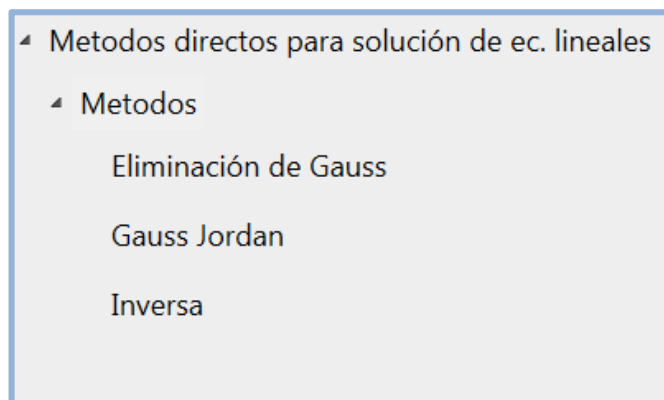 Metodos directos para solución de ec. lineales
Metodos
Eliminación de Gauss
Gauss Jordan
Inversa